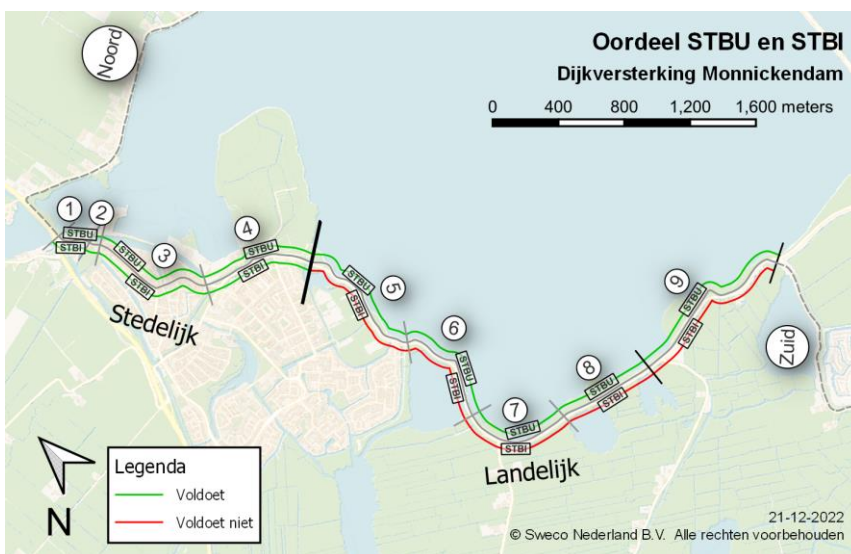 Oordeel STBU en STBI
Dijkversterking Monnickendam
0 400 800 1,200 1,600 meters
Noord
1
2
STBU
STBI
3
STBU
STBI
Stedelijk
4
STBU
STBI
5
STBU
STBI
6
STBU
STBI
7
STBU
STBI
Landelijk
8
STBU
STBI
9
STBU
STBI
Zuid
N
Legenda
Voldoet
Voldoet niet
21-12-2022
© Sweco Nederland B.V. Alle rechten voorbehouden